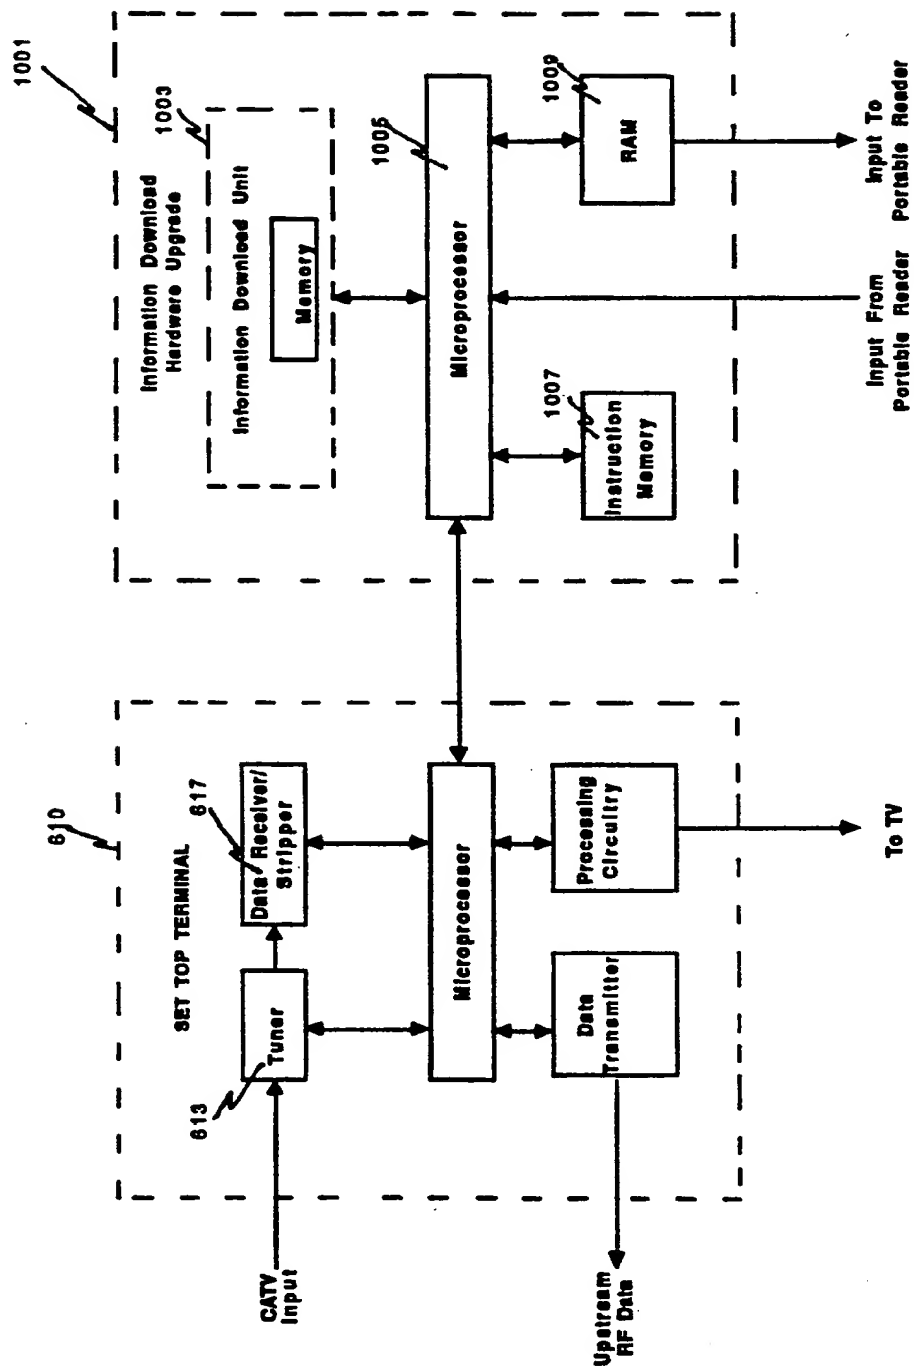 610
SET TOP TERMINAL
CATV
Input
613
Tuner
617
Data Receiver/
Stripper
Microprocessor
Data
Transmitter
Processing
Circuitry
Upstream
RF Data
To TV
1001
Information Download
Hardware Upgrade
1003
Information Download Unit
Memory
1005
Microprocessor
1007
Instruction
Memory
1009
RAM
Input From
Portable Reader
Input To
Portable Reader